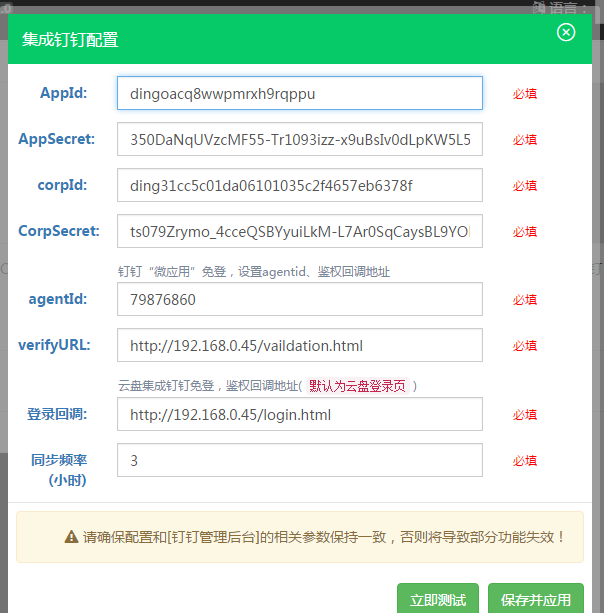 语言：
集成钉钉配置
AppId: dingoacq8wwpmrxh9rqppu 必填
AppSecret: 350DaNqUVzcMF55-Tr1093izz-x9uBsIv0dLpKW5L5 必填
corpId: ding31cc5c01da06101035c2f4657eb6378f 必填
CorpSecret: ts079Zrymo_4cceQSBYyuiLkM-L7Ar0SqCaysBL9YO 必填
钉钉“微应用”免登，设置agentid、鉴权回调地址
agentId: 79876860 必填
verifyURL: http://192.168.0.45/vaildation.html 必填
云盘集成钉钉免登，鉴权回调地址( 默认为云盘登录页 )
登录回调: http://192.168.0.45/login.html 必填
同步频率 3 必填
(小时)
请确保配置和[钉钉管理后台]的相关参数保持一致，否则将导致部分功能失效！
立即测试 保存并应用